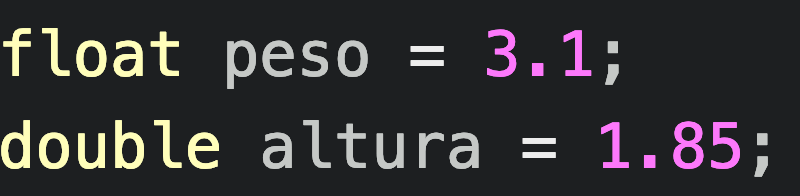 float peso = 3.1;
double altura = 1.85;